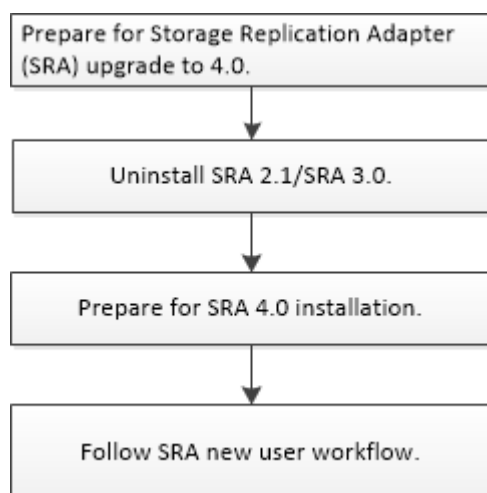 Prepare for Storage Replication Adapter
(SRA) upgrade to 4.0.
Uninstall SRA 2.1/SRA 3.0.
Prepare for SRA 4.0 installation.
Follow SRA new user workflow.